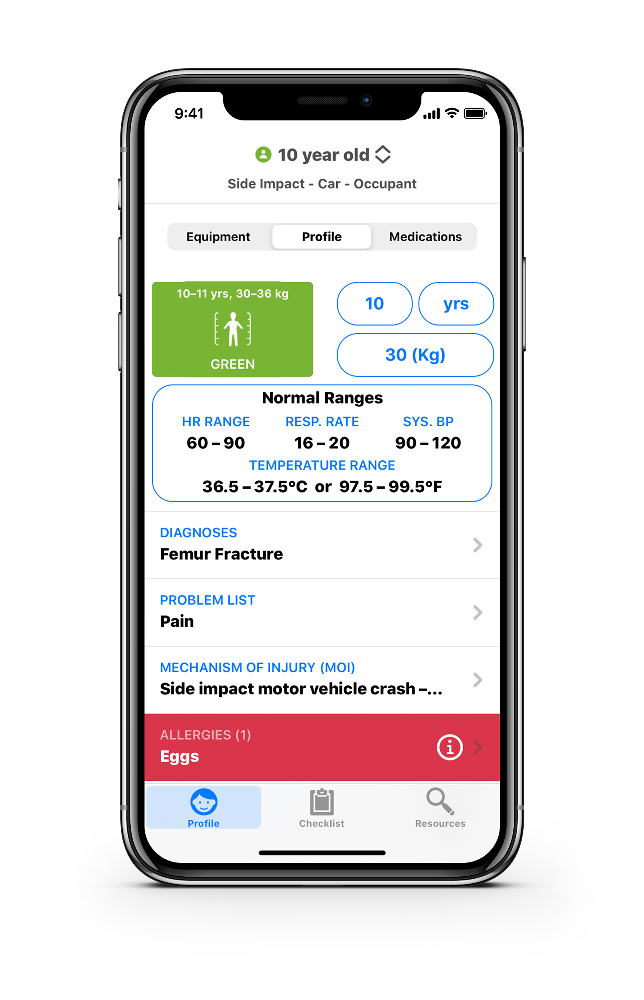 9:41
10 year old
Side Impact - Car - Occupant
Equipment Profile Medications
10–11 yrs, 30–36 kg
GREEN
10 yrs
30 (Kg)
Normal Ranges
HR RANGE RESP. RATE SYS. BP
60 – 90 16 – 20 90 – 120
TEMPERATURE RANGE
36.5 – 37.5°C or 97.5 – 99.5°F
DIAGNOSES
Femur Fracture
PROBLEM LIST
Pain
MECHANISM OF INJURY (MOI)
Side impact motor vehicle crash –...
ALLERGIES (1)
Eggs
Profile Checklist Resources